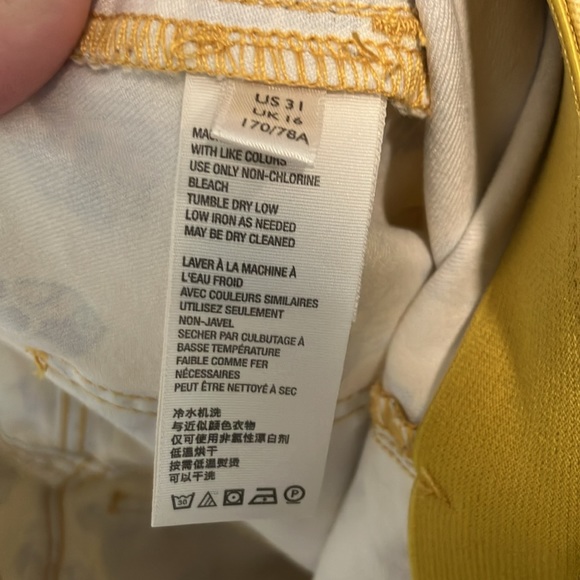 US 31
UK 16
170/78A
WITH LIKE COLORS
USE ONLY NON-CHLORINE
BLEACH
TUMBLE DRY LOW
LOW IRON AS NEEDED
MAY BE DRY CLEANED
LAVER À LA MACHINE À
L'EAU FROID
AVEC COULEURS SIMILAIRES
UTILISEZ SEULEMENT
NON-JAVEL
SECHER PAR CULBUTAGE À
BASSE TEMPÉRATURE
FAIBLE COMME FER
NÉCESSAIRES
PEUT ÊTRE NETTOYÉ À SEC
冷水机洗
与近似颜色衣物
仅可使用非氯性漂白剂
低温烘干
按需低温熨烫
可以干洗
30
P